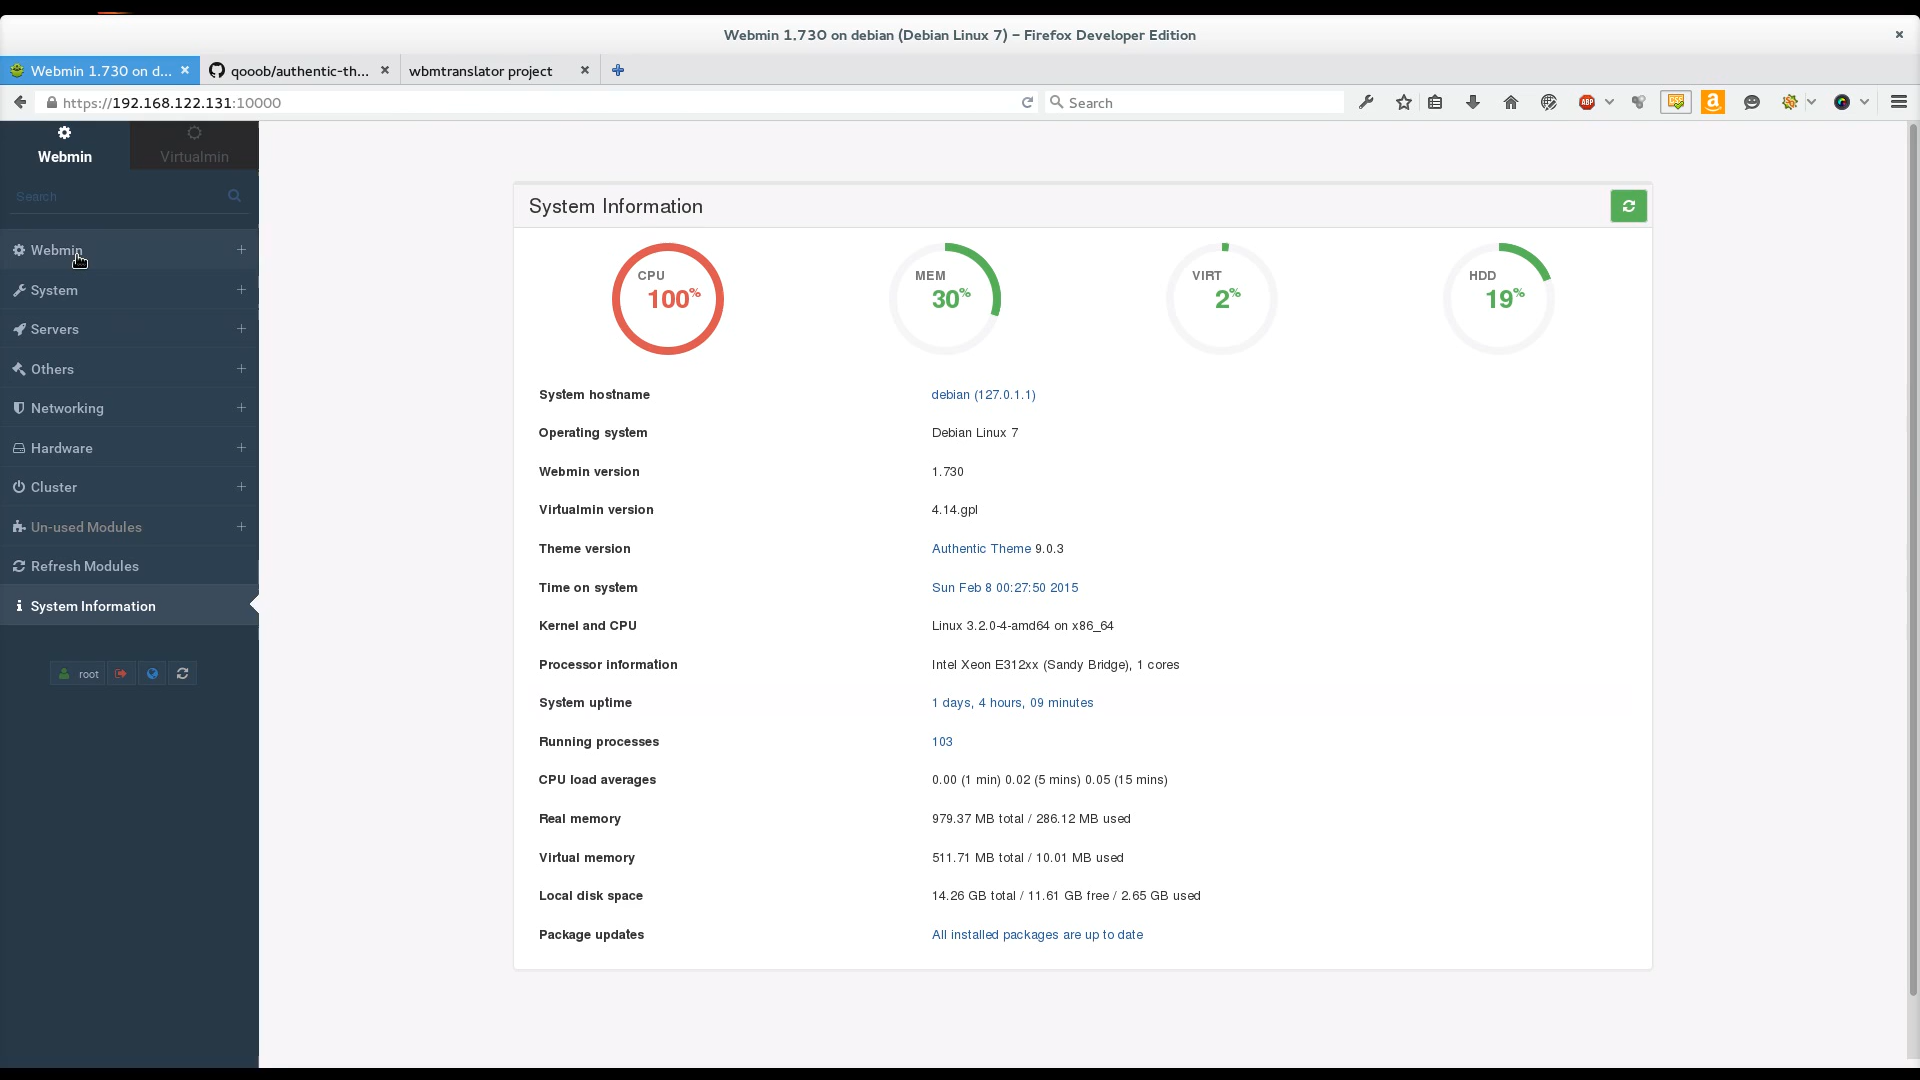 Webmin 1.730 on debian (Debian Linux 7) – Firefox Developer Edition
Webmin 1.730 on d... qooob/authentic-th... wbmtranslator project
https://192.168.122.131:10000 Search ABP
Webmin Virtualmin
Search
Webmin
System
Servers
Others
Networking
Hardware
Cluster
Un-used Modules
Refresh Modules
System Information
root
System Information
CPU 100%
MEM 30%
VIRT 2%
HDD 19%
System hostname debian (127.0.1.1)
Operating system Debian Linux 7
Webmin version 1.730
Virtualmin version 4.14.gpl
Theme version Authentic Theme 9.0.3
Time on system Sun Feb 8 00:27:50 2015
Kernel and CPU Linux 3.2.0-4-amd64 on x86_64
Processor information Intel Xeon E312xx (Sandy Bridge), 1 cores
System uptime 1 days, 4 hours, 09 minutes
Running processes 103
CPU load averages 0.00 (1 min) 0.02 (5 mins) 0.05 (15 mins)
Real memory 979.37 MB total / 286.12 MB used
Virtual memory 511.71 MB total / 10.01 MB used
Local disk space 14.26 GB total / 11.61 GB free / 2.65 GB used
Package updates All installed packages are up to date